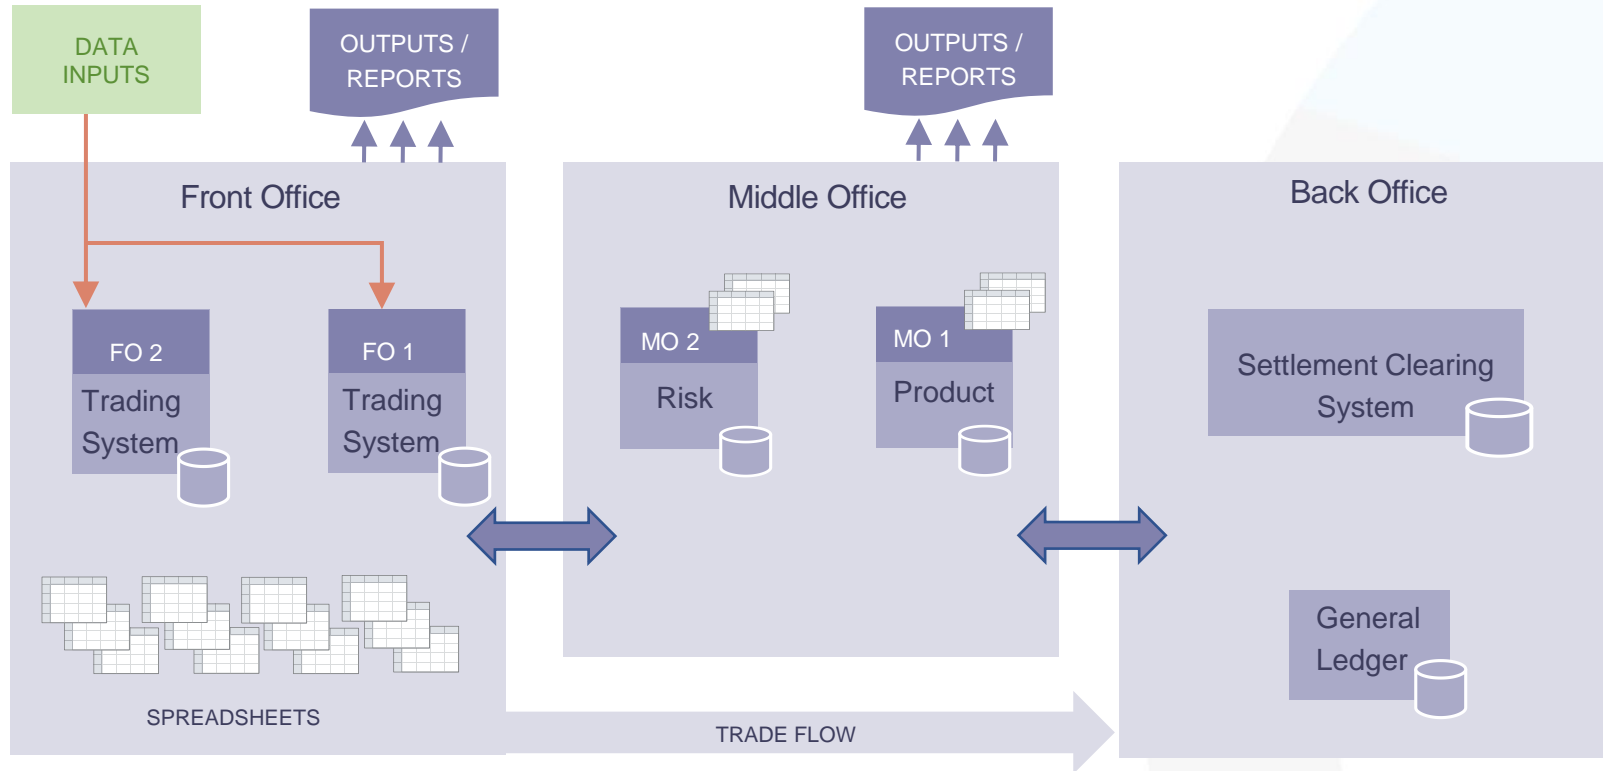 DATA
INPUTS
OUTPUTS /
REPORTS
OUTPUTS /
REPORTS
Front Office
Middle Office
Back Office
FO 2
Trading
System
FO 1
Trading
System
MO 2
Risk
MO 1
Product
Settlement Clearing
System
General
Ledger
SPREADSHEETS
TRADE FLOW